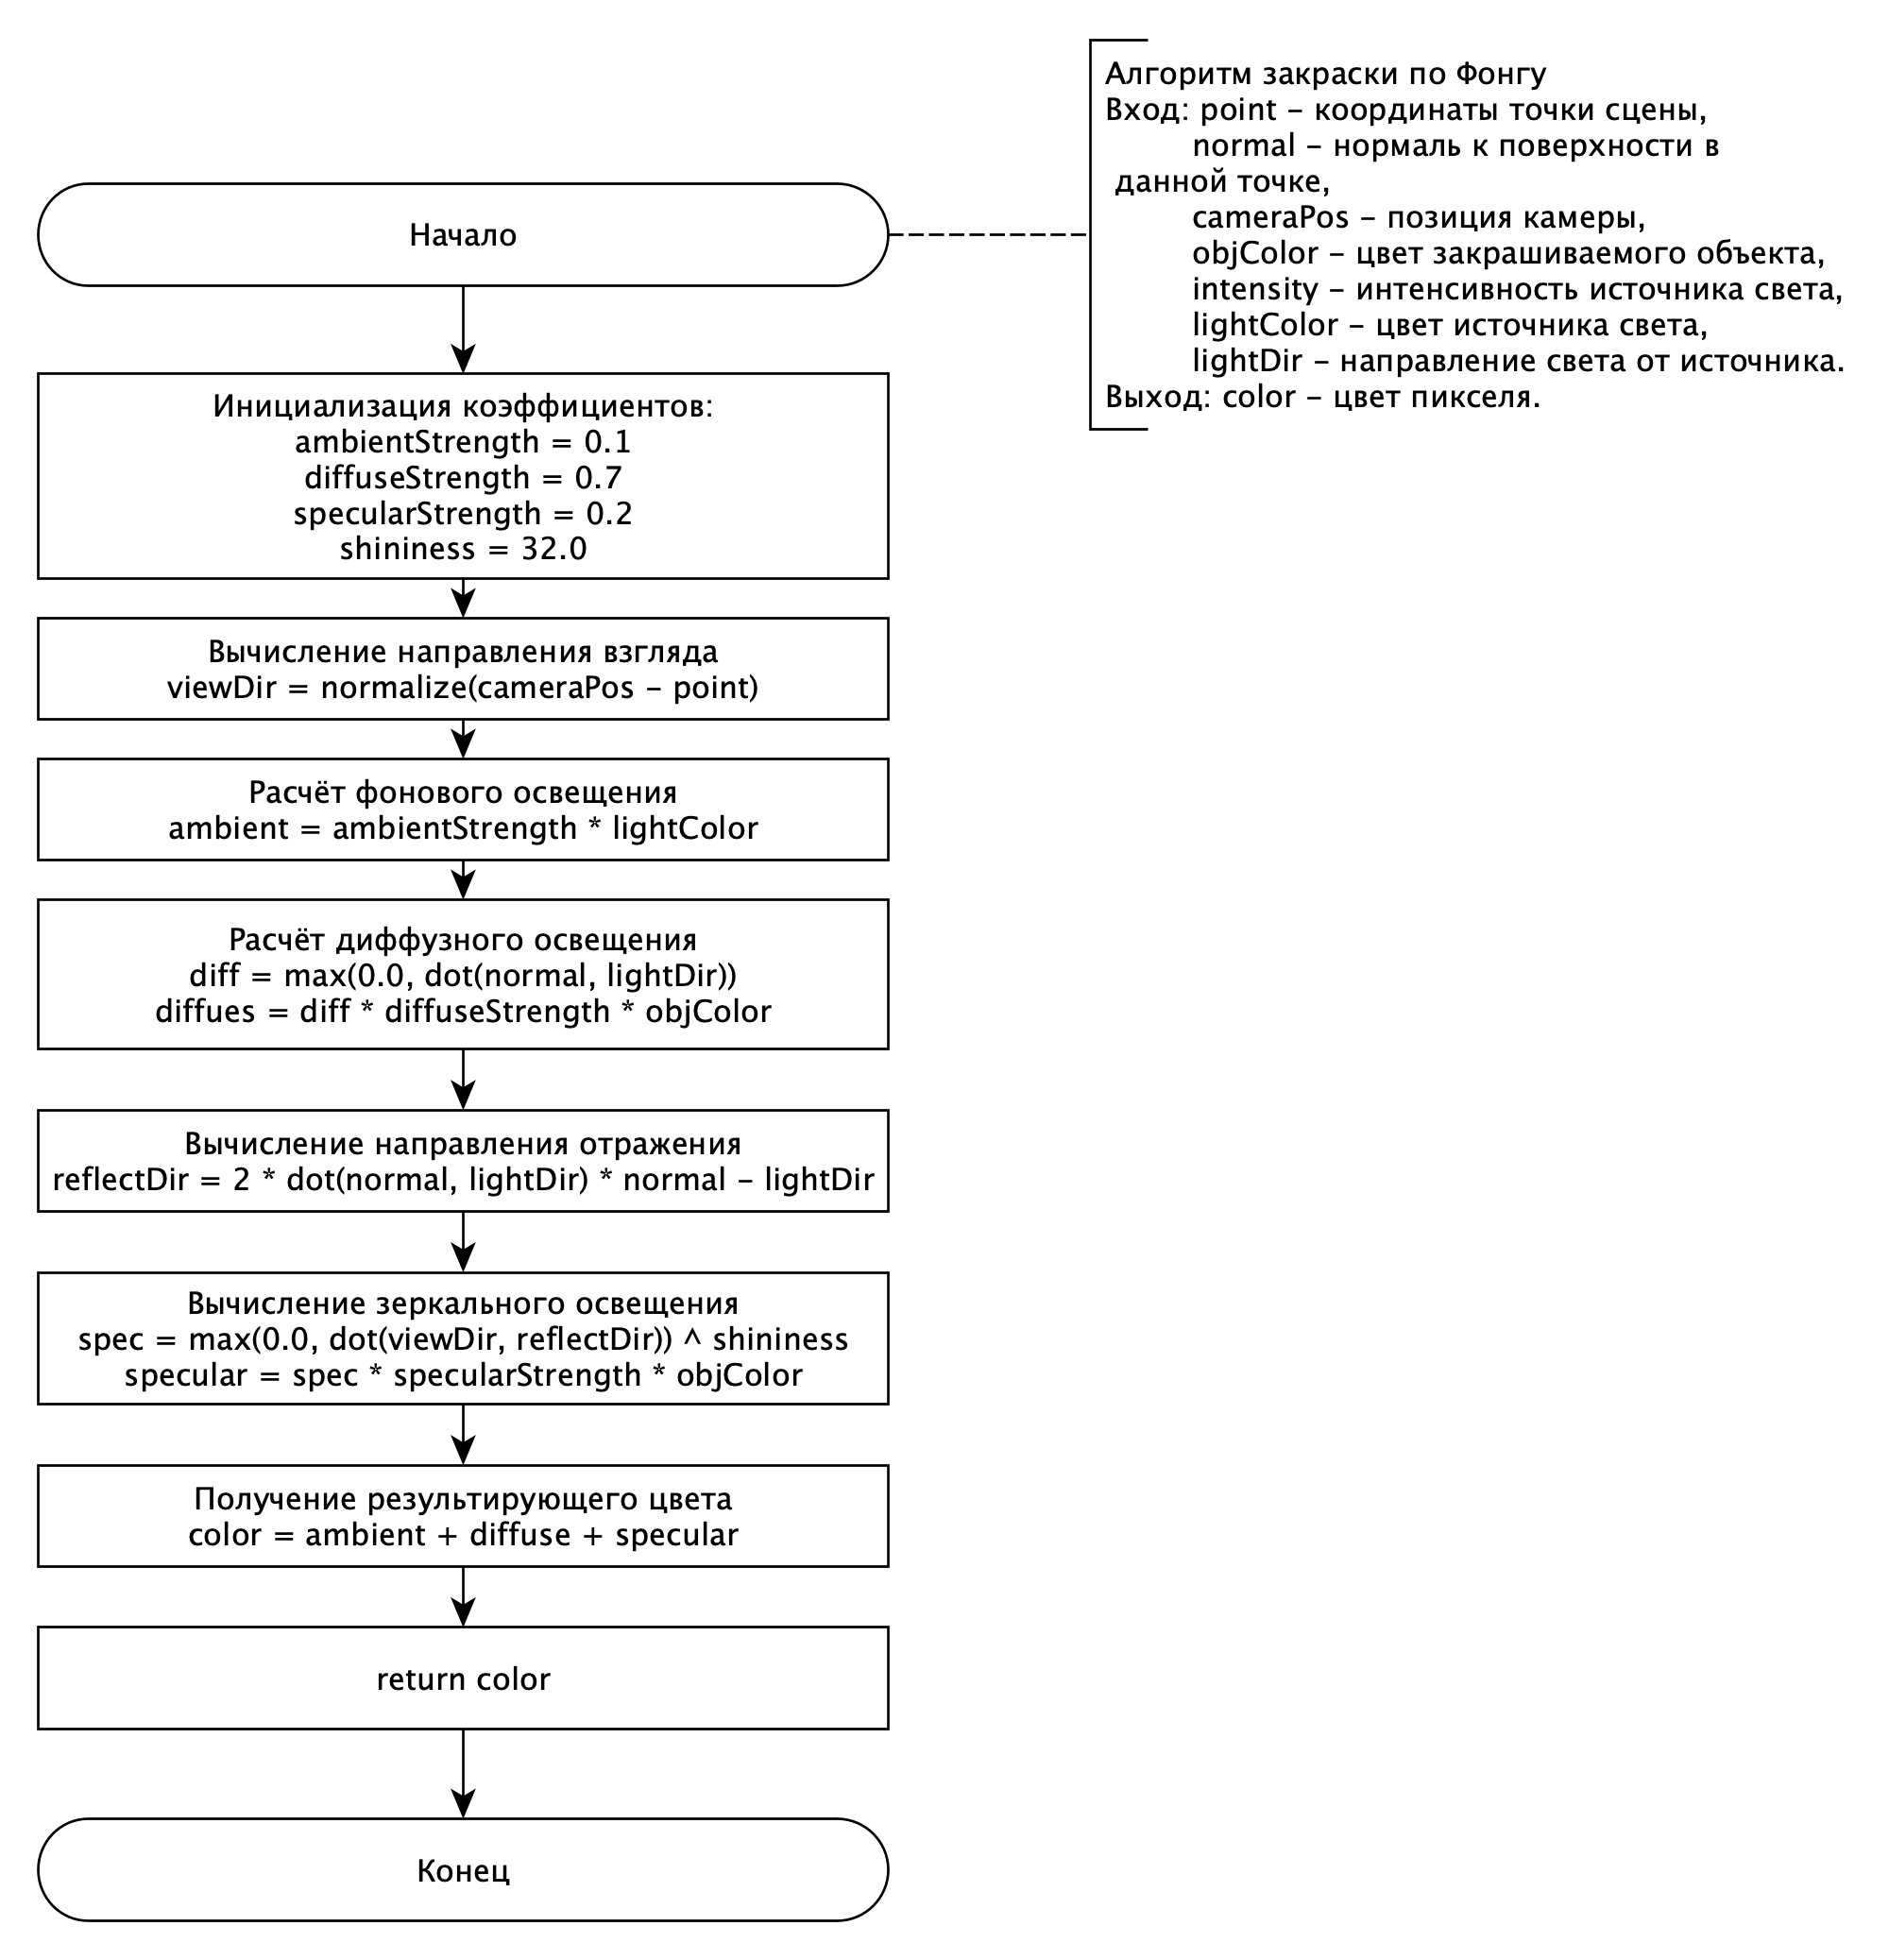 Алгоритм закраски по Фонгу
Вход: point – координаты точки сцены,
normal – нормаль к поверхности в
данной точке,
cameraPos – позиция камеры,
objColor – цвет закрашиваемого объекта,
intensity – интенсивность источника света,
lightColor – цвет источника света,
lightDir – направление света от источника.
Выход: color – цвет пикселя.
Начало
Инициализация коэффициентов:
ambientStrength = 0.1
diffuseStrength = 0.7
specularStrength = 0.2
shininess = 32.0
Вычисление направления взгляда
viewDir = normalize(cameraPos – point)
Расчёт фонового освещения
ambient = ambientStrength * lightColor
Расчёт диффузного освещения
diff = max(0.0, dot(normal, lightDir))
diffues = diff * diffuseStrength * objColor
Вычисление направления отражения
reflectDir = 2 * dot(normal, lightDir) * normal – lightDir
Вычисление зеркального освещения
spec = max(0.0, dot(viewDir, reflectDir)) ^ shininess
specular = spec * specularStrength * objColor
Получение результирующего цвета
color = ambient + diffuse + specular
return color
Конец